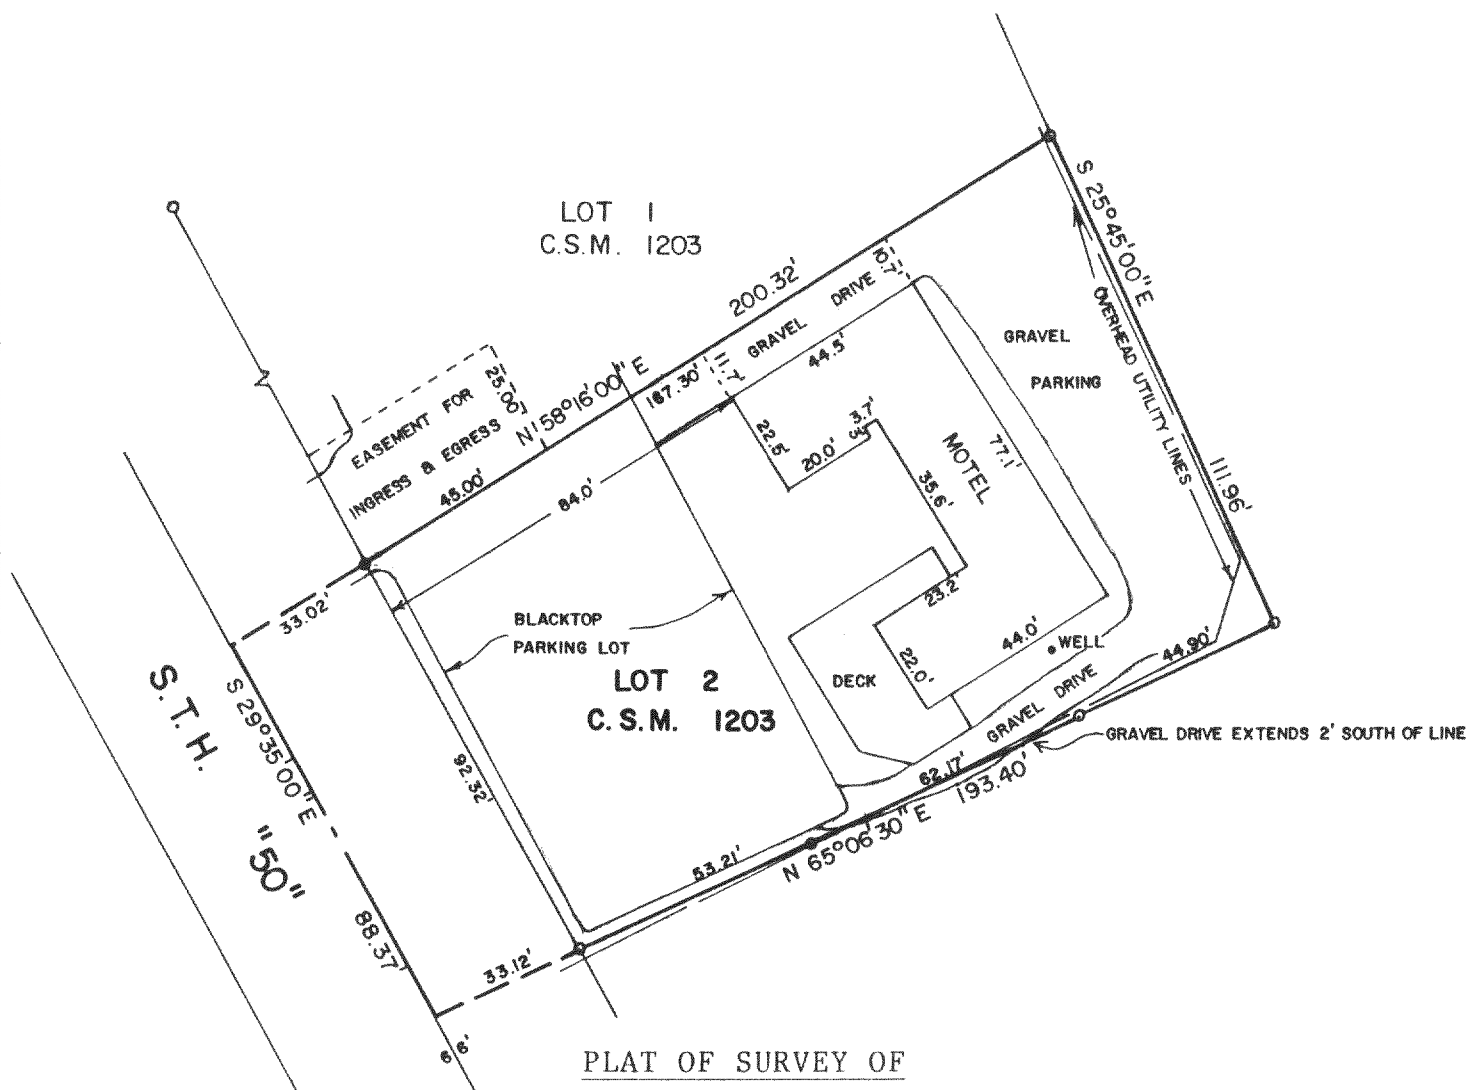 LOT 1
C.S.M. 1203
S 25°45'00" E
200.32'
10.7'
GRAVEL DRIVE
OVERHEAD UTILITY LINES
GRAVEL
PARKING
44.5'
11.7'
167.30'
N 58°16'00" E
25.00'
EASEMENT FOR
INGRESS & EGRESS
45.00'
84.0'
22.5'
20.0'
3.7'
MOTEL
77.1'
35.6'
111.96'
33.02'
BLACKTOP
PARKING LOT
23.2'
44.0'
WELL
22.0'
44.90'
LOT 2
C.S.M. 1203
DECK
GRAVEL DRIVE
GRAVEL DRIVE EXTENDS 2' SOUTH OF LINE
S.T.H. "50"
S 29°35'00" E
92.32'
62.17'
193.40'
N 65°06'30" E
53.21'
88.37'
33.12'
66'
PLAT OF SURVEY OF